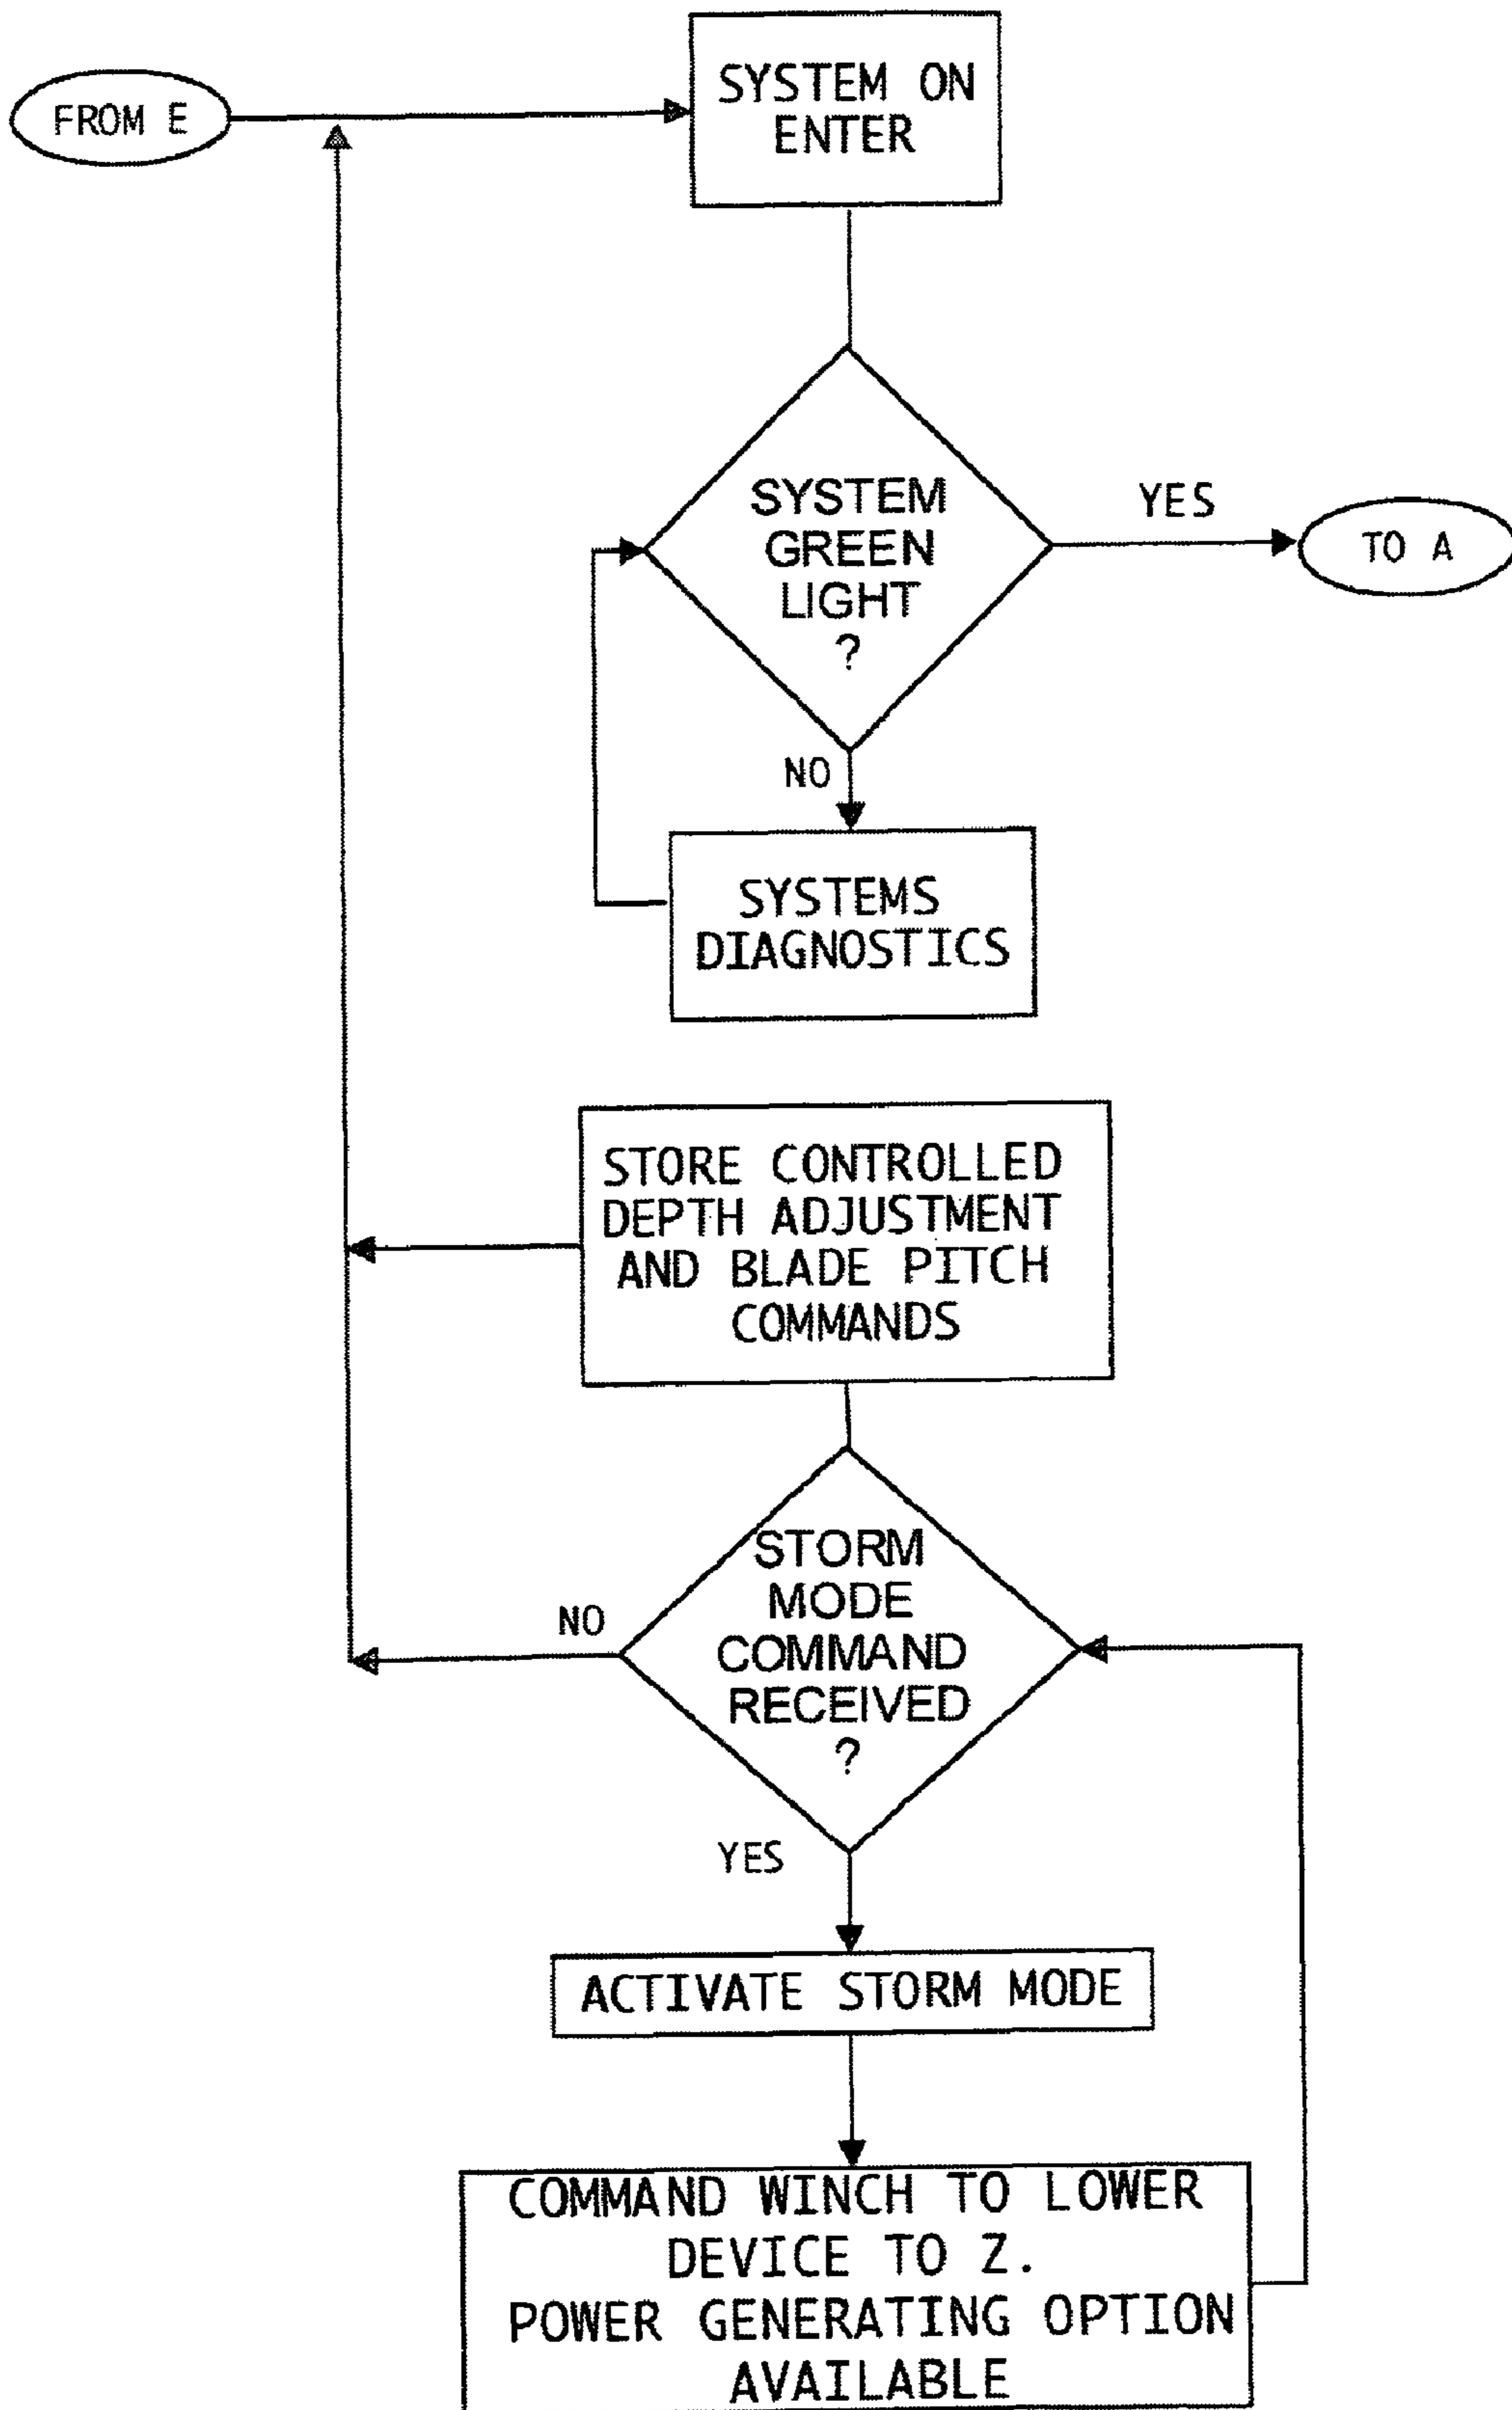 FROM E
SYSTEM ON
ENTER
SYSTEM
GREEN
LIGHT
?
YES
TO A
NO
SYSTEMS
DIAGNOSTICS
STORE CONTROLLED
DEPTH ADJUSTMENT
AND BLADE PITCH
COMMANDS
STORM
MODE
COMMAND
RECEIVED
?
NO
YES
ACTIVATE STORM MODE
COMMAND WINCH TO LOWER
DEVICE TO Z.
POWER GENERATING OPTION
AVAILABLE